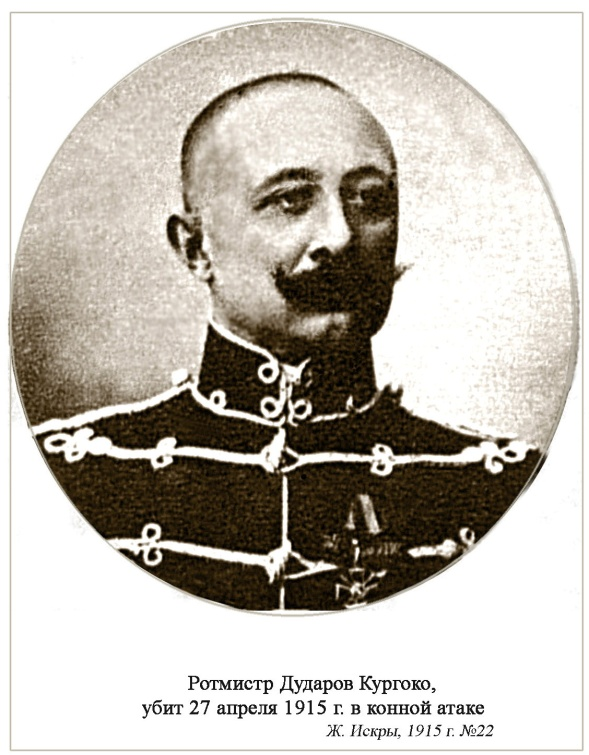 Ротмистр Дударов Кургоко,
убит 27 апреля 1915 г. в конной атаке
Ж. Искры, 1915 г. №22